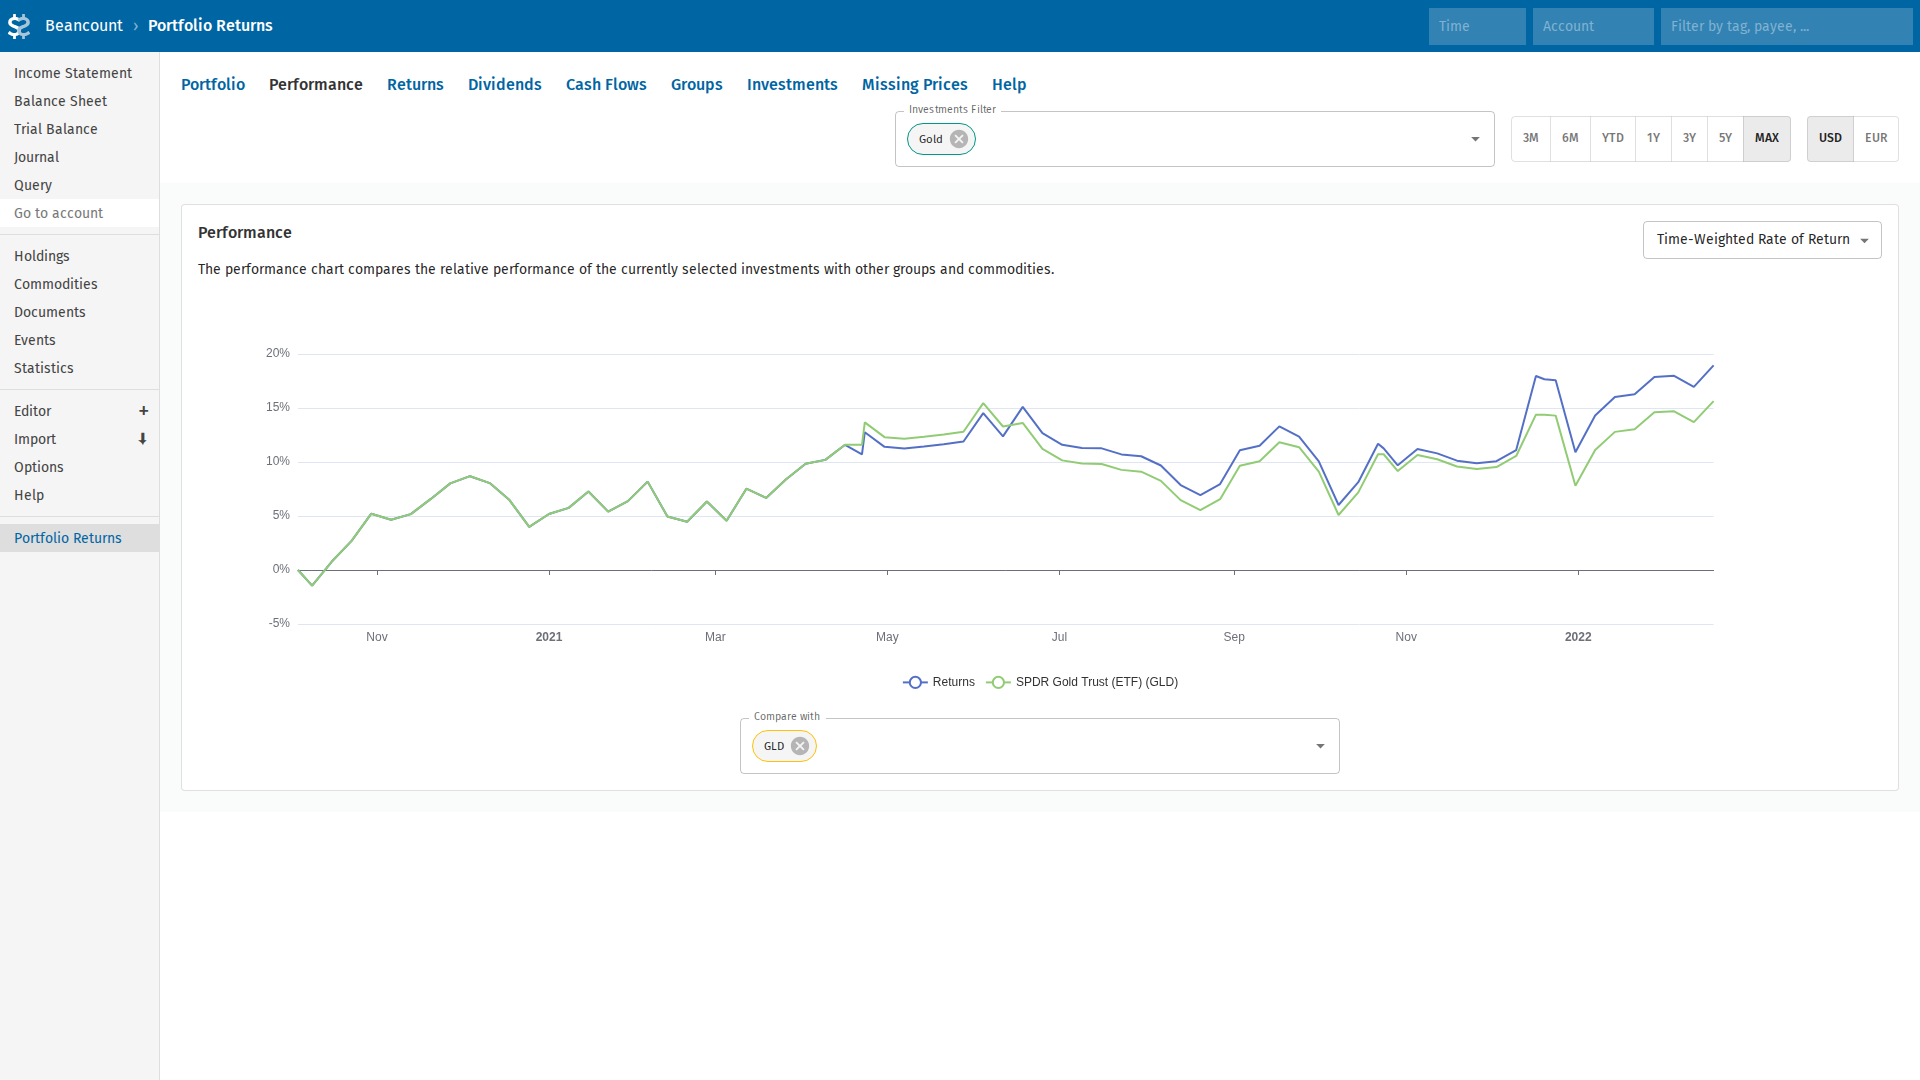 Beancount › Portfolio Returns
Time
Account
Filter by tag, payee, ...
Income Statement
Balance Sheet
Trial Balance
Journal
Query
Go to account
Holdings
Commodities
Documents
Events
Statistics
Editor +
Import
Options
Help
Portfolio Returns
Portfolio Performance Returns Dividends Cash Flows Groups Investments Missing Prices Help
Investments Filter
Gold
3M 6M YTD 1Y 3Y 5Y MAX
USD EUR
Performance
Time-Weighted Rate of Return
The performance chart compares the relative performance of the currently selected investments with other groups and commodities.
20%
15%
10%
5%
0%
-5%
Nov 2021 Mar May Jul Sep Nov 2022
Returns SPDR Gold Trust (ETF) (GLD)
Compare with
GLD